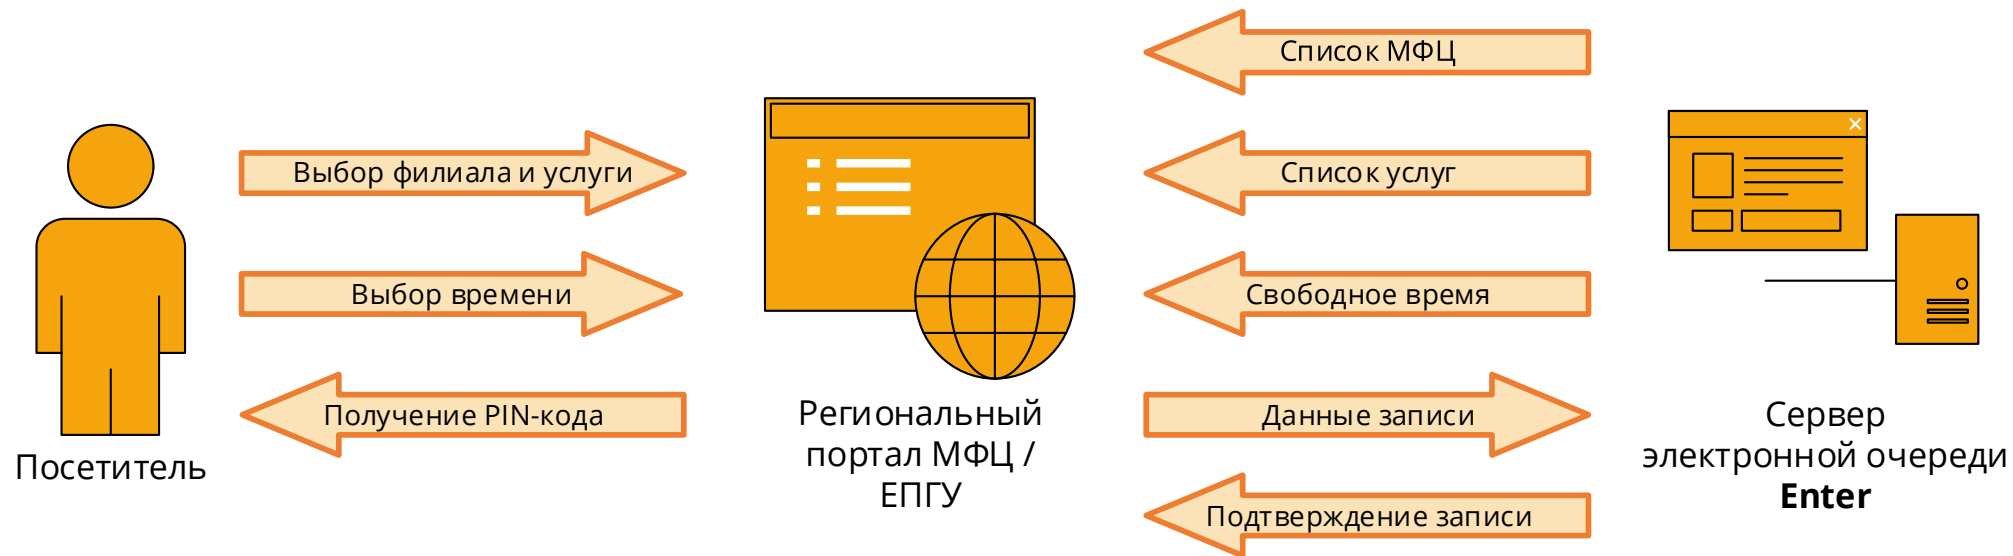 Список МФЦ
Выбор филиала и услуги
Список услуг
Выбор времени
Свободное время
Получение PIN-кода
Данные записи
Подтверждение записи
Посетитель
Региональный
портал МФЦ /
ЕПГУ
Сервер
электронной очереди
Enter